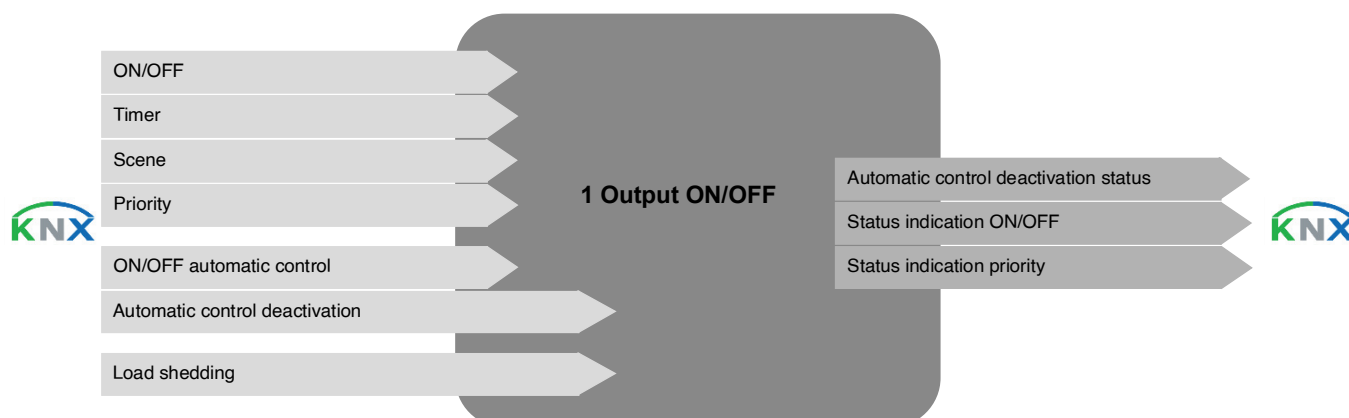 ON/OFF
Timer
Scene
Priority
KNX
ON/OFF automatic control
Automatic control deactivation
Load shedding
1 Output ON/OFF
Automatic control deactivation status
Status indication ON/OFF
Status indication priority
KNX